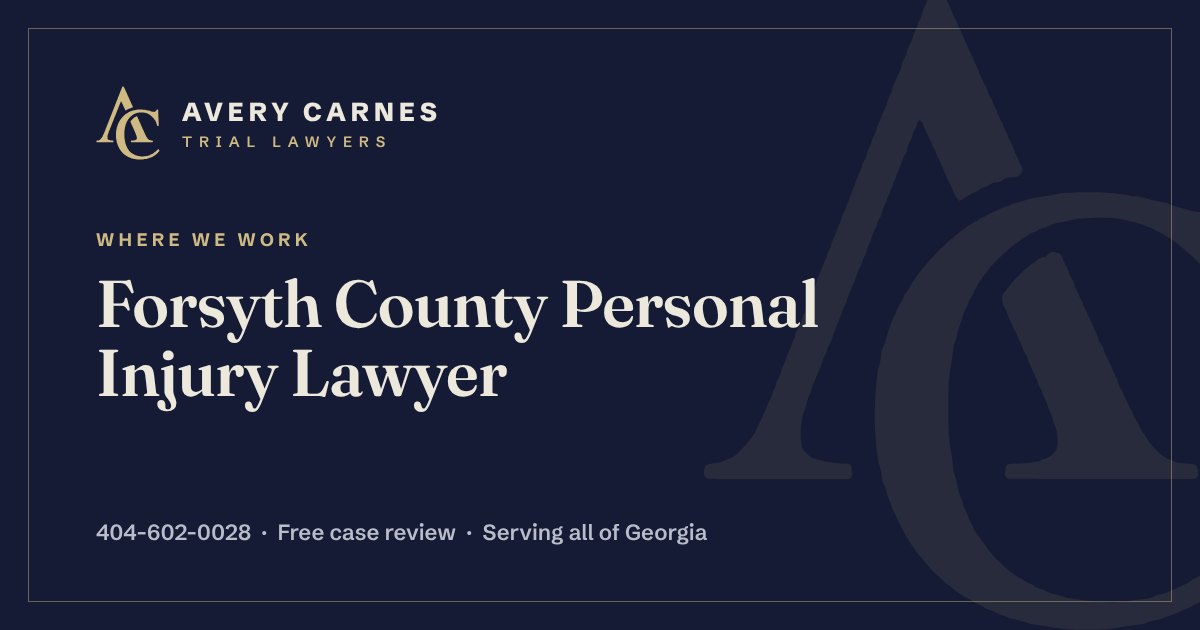 AVERY CARNES
TRIAL LAWYERS
WHERE WE WORK
Forsyth County Personal
Injury Lawyer
404-602-0028 · Free case review · Serving all of Georgia